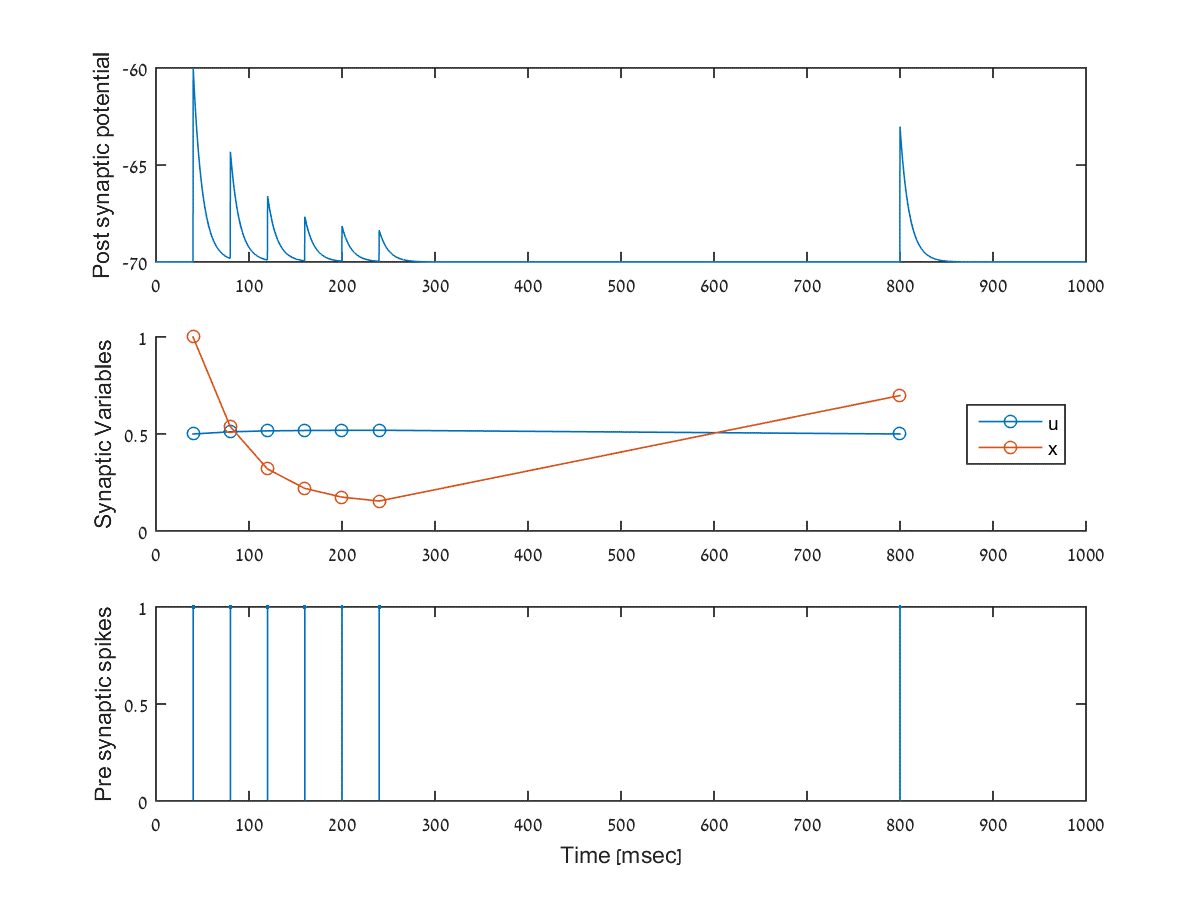 Post synaptic potential
-60
-65
-70
0 100 200 300 400 500 600 700 800 900 1000
Synaptic Variables
1
0.5
0
0 100 200 300 400 500 600 700 800 900 1000
u
x
Pre synaptic spikes
1
0.5
0
0 100 200 300 400 500 600 700 800 900 1000
Time [msec]